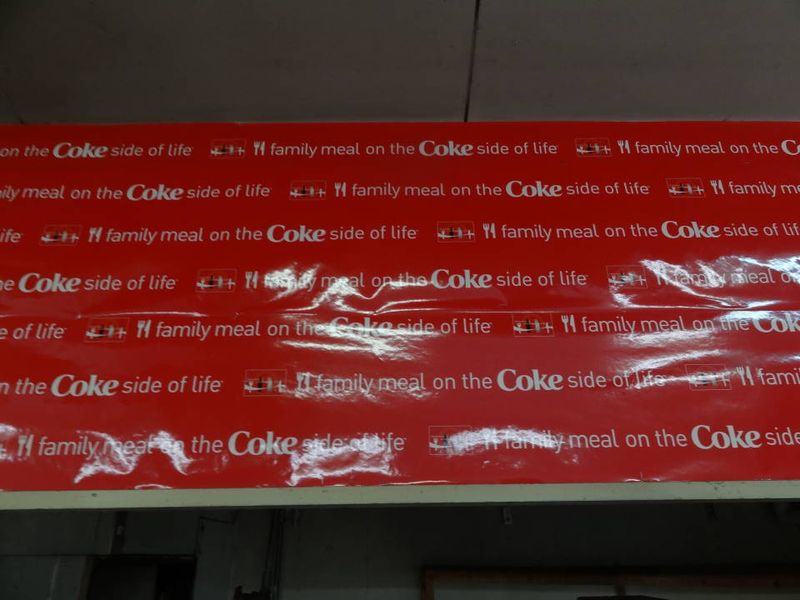 on the Coke side of life family meal on the Coke side of life family meal on the
meal on the Coke side of life family meal on the Coke side of life family
family meal on the Coke side of life family meal on the Coke side of
Coke side of life family meal on the Coke side of life family meal
of life family meal on the Coke side of life family meal on the Coke
on the Coke side of life family meal on the Coke side of life
family meal on the Coke side of life family meal on the Coke side